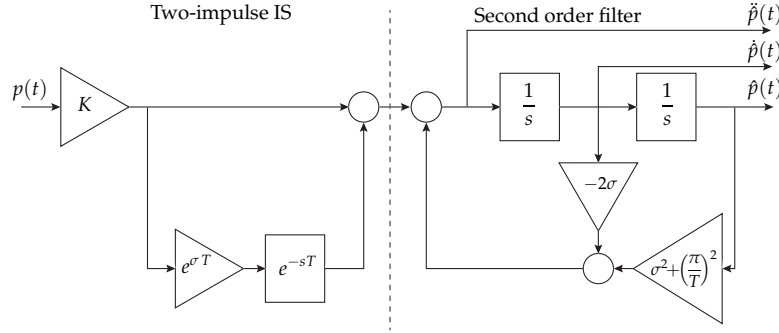 Two-impulse IS
Second order filter
p̈̂(t)
ṗ̂(t)
p(t)
K
1/s
1/s
p̂(t)
−2σ
e^{σT}
e^{−sT}
σ²+(π/T)²